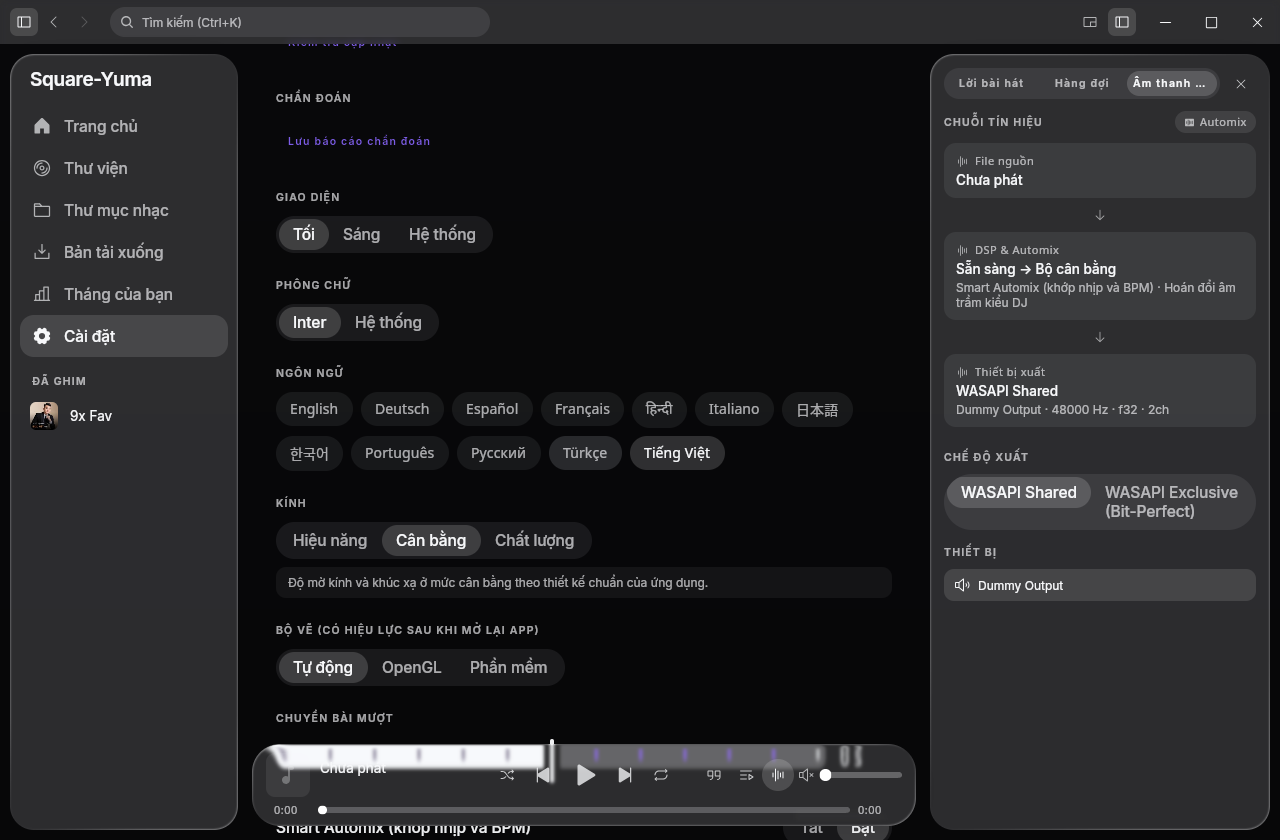 Tìm kiếm (Ctrl+K)
Square-Yuma
Trang chủ
Thư viện
Thư mục nhạc
Bản tải xuống
Tháng của bạn
Cài đặt
ĐÃ GHIM
9x Fav
Kiểm tra cập nhật
CHẨN ĐOÁN
Lưu báo cáo chẩn đoán
GIAO DIỆN
Tối Sáng Hệ thống
PHÔNG CHỮ
Inter Hệ thống
NGÔN NGỮ
English Deutsch Español Français हिन्दी Italiano 日本語
한국어 Português Русский Türkçe Tiếng Việt
KÍNH
Hiệu năng Cân bằng Chất lượng
Độ mờ kính và khúc xạ ở mức cân bằng theo thiết kế chuẩn của ứng dụng.
BỘ VẼ (CÓ HIỆU LỰC SAU KHI MỞ LẠI APP)
Tự động OpenGL Phần mềm
CHUYỂN BÀI MƯỢT
Chưa phát
0:00 0:00
Smart Automix (khớp nhịp và BPM) Tắt Bật
Lời bài hát Hàng đợi Âm thanh ...
CHUỖI TÍN HIỆU Automix
File nguồn
Chưa phát
DSP & Automix
Sẵn sàng → Bộ cân bằng
Smart Automix (khớp nhịp và BPM) · Hoán đổi âm
trầm kiểu DJ
Thiết bị xuất
WASAPI Shared
Dummy Output · 48000 Hz · f32 · 2ch
CHẾ ĐỘ XUẤT
WASAPI Shared WASAPI Exclusive
(Bit-Perfect)
THIẾT BỊ
Dummy Output